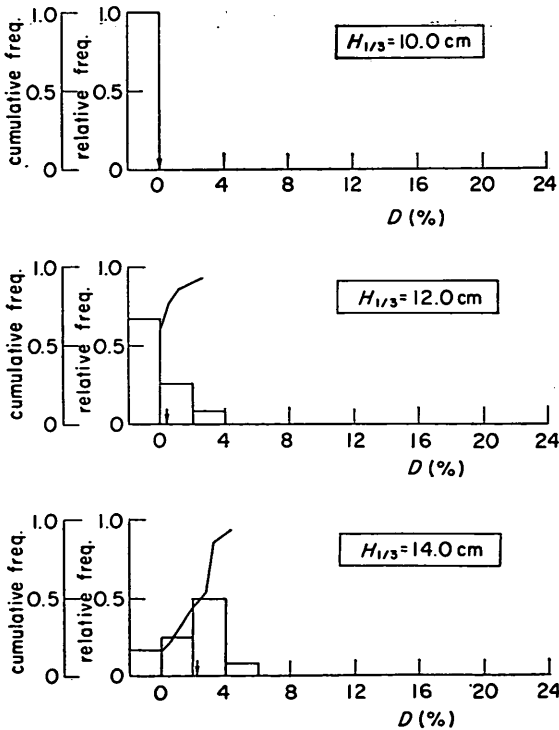 cumulative freq.
relative freq.
1.0 1.0
0.5 0.5
0 0
H1/3 = 10.0 cm
0 4 8 12 16 20 24
D (%)
cumulative freq.
relative freq.
1.0 1.0
0.5 0.5
0 0
H1/3 = 12.0 cm
0 4 8 12 16 20 24
D (%)
cumulative freq.
relative freq.
1.0 1.0
0.5 0.5
0 0
H1/3 = 14.0 cm
0 4 8 12 16 20 24
D (%)